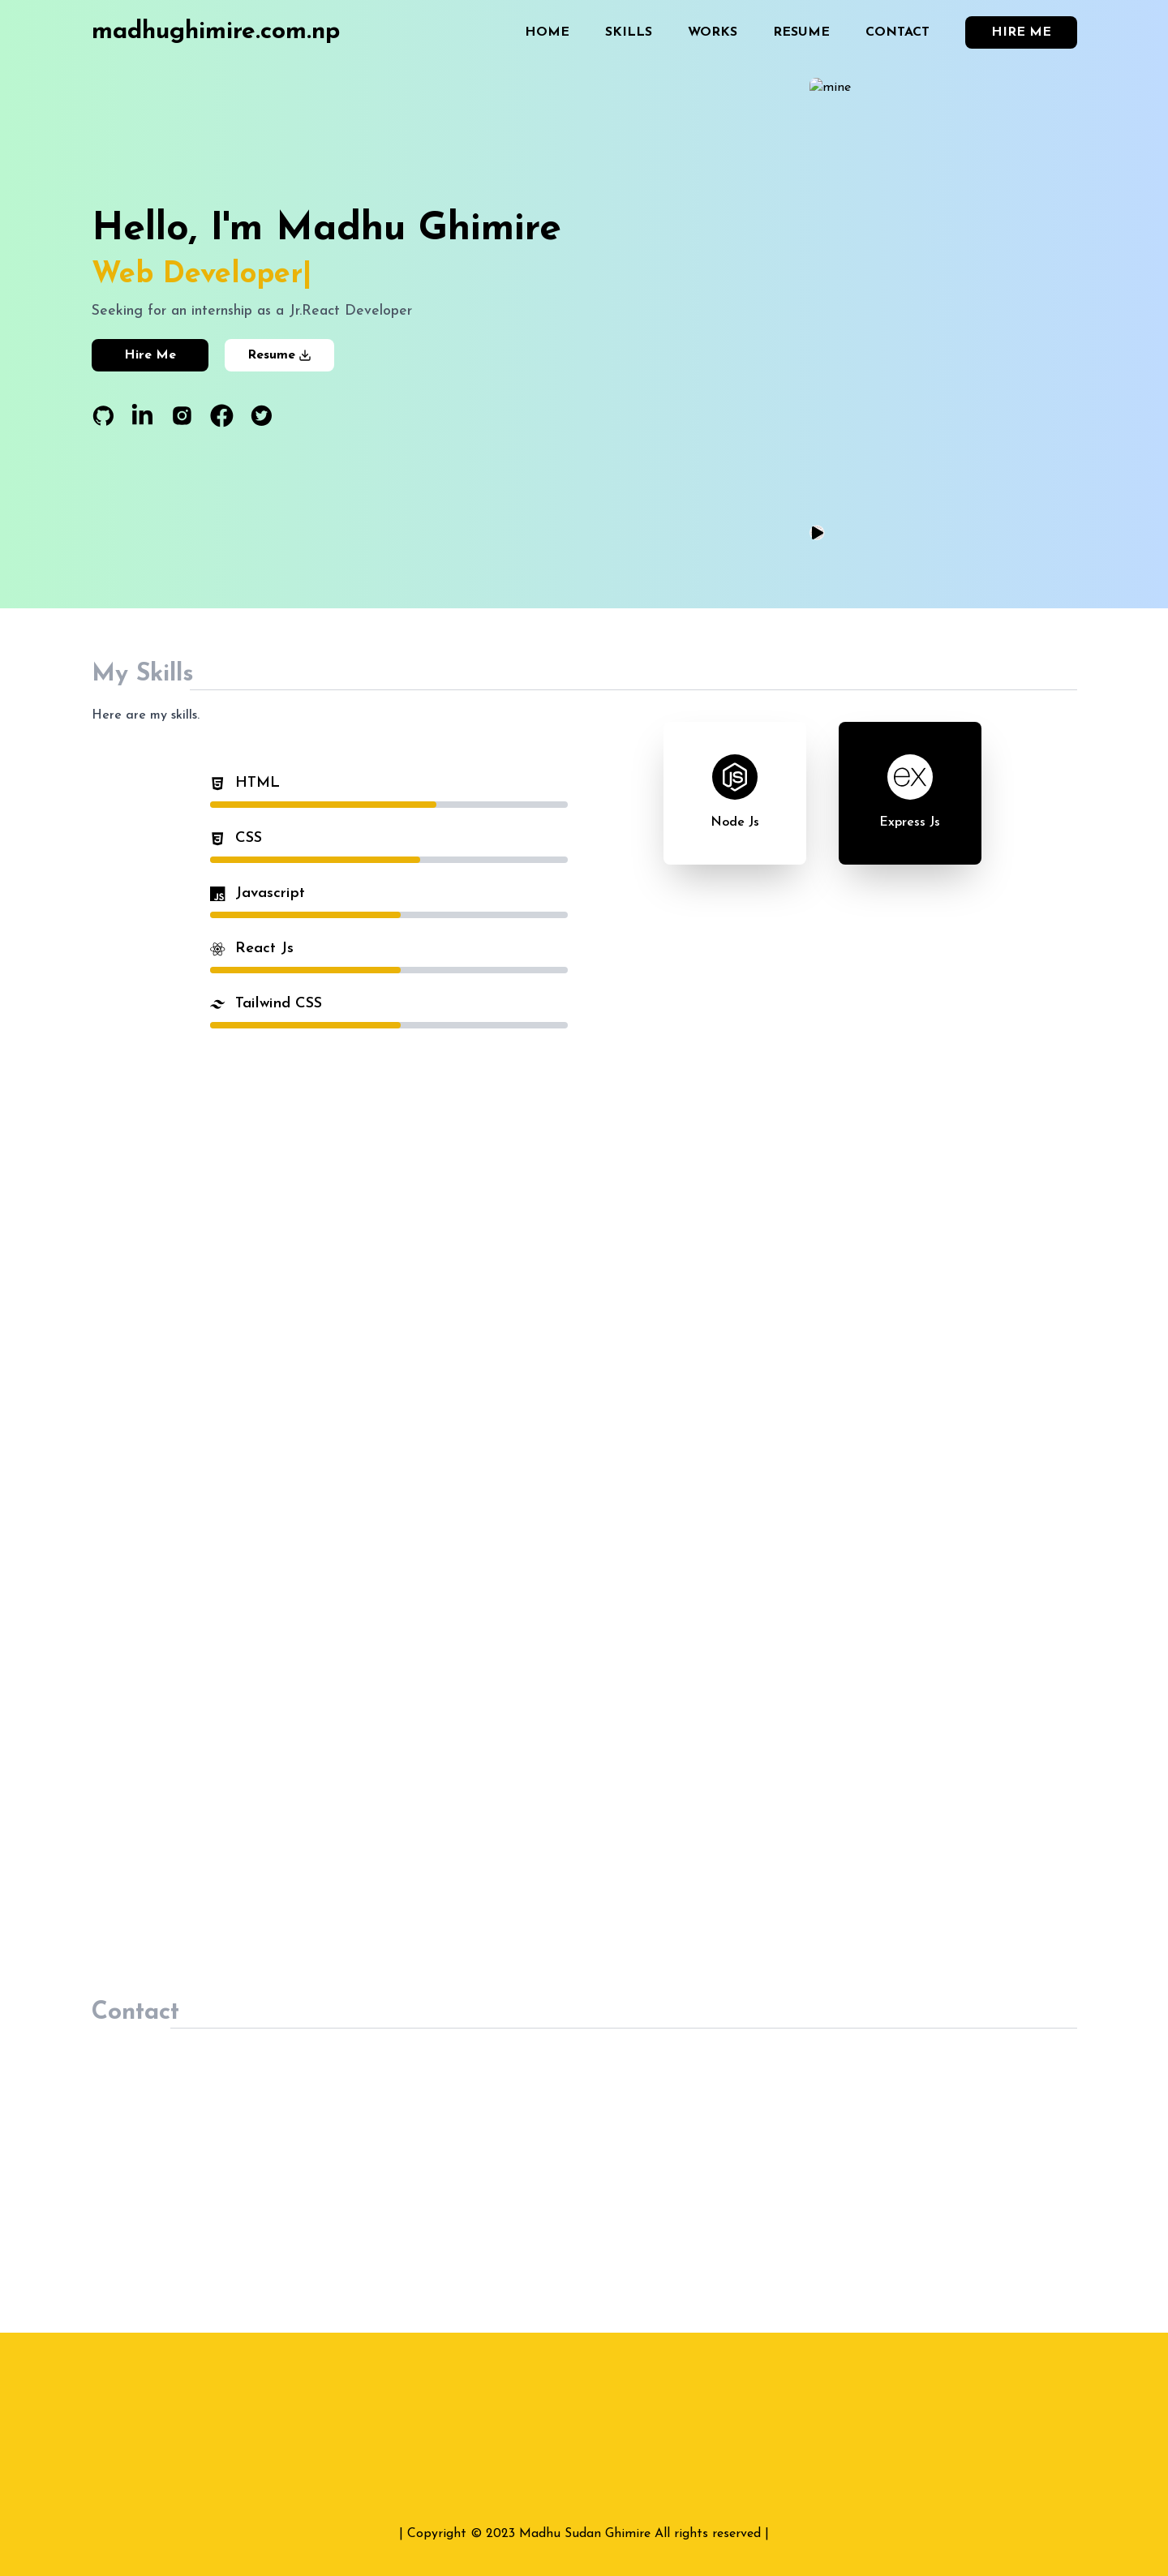 madhughimire.com.np
HOME SKILLS WORKS RESUME CONTACT HIRE ME
mine
Hello, I'm Madhu Ghimire
Web Developer|
Seeking for an internship as a Jr.React Developer
Hire Me Resume
My Skills
Here are my skills.
HTML
CSS
Javascript
React Js
Tailwind CSS
JS
Node Js
ex
Express Js
Contact
| Copyright © 2023 Madhu Sudan Ghimire All rights reserved |